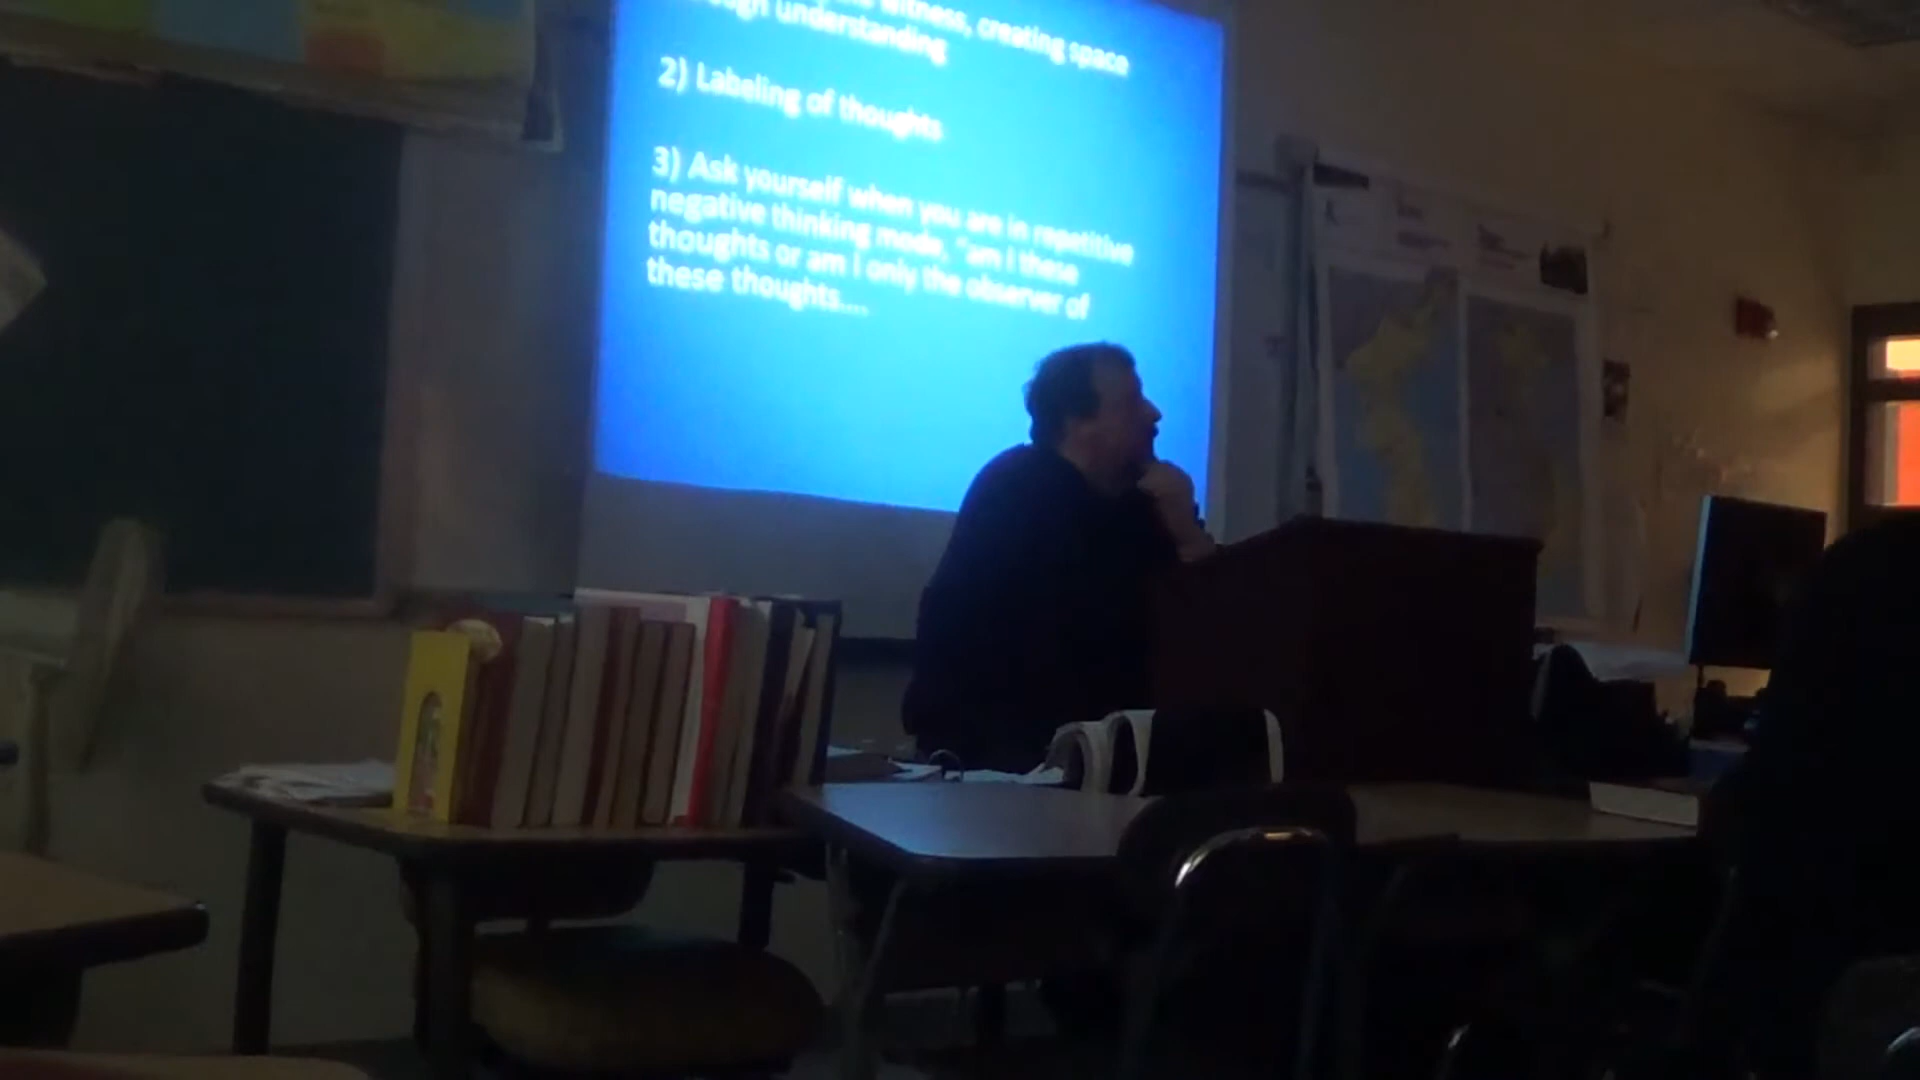 witness, creating space
understanding
2) Labeling of thoughts
3) Ask yourself when you are in repetitive
negative thinking mode, "am I these
thoughts or am I only the observer of
these thoughts....